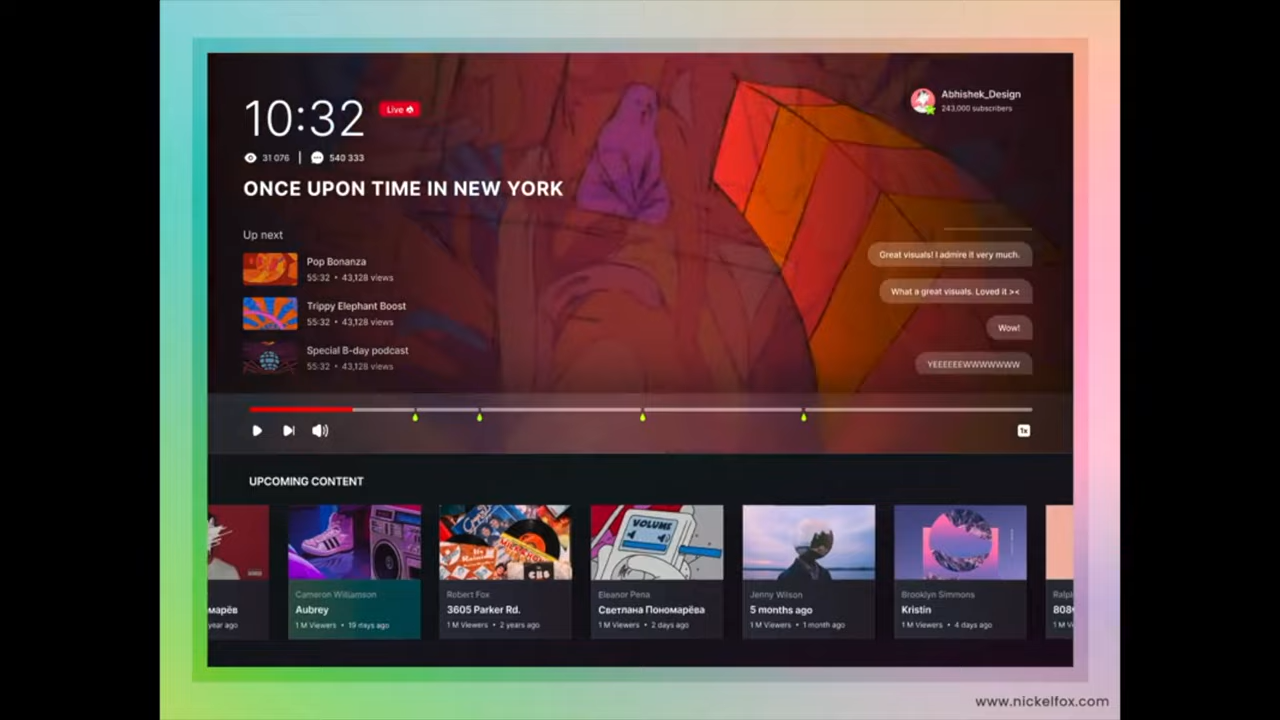 10:32
Live
Abhishek_Design
243,000 subscribers
31 076 | 540 333
ONCE UPON TIME IN NEW YORK
Up next
Pop Bonanza
55:32 • 43,128 views
Trippy Elephant Boost
55:32 • 43,128 views
Special B-day podcast
55:32 • 43,128 views
Great visuals! I admire it very much.
What a great visuals. Loved it ><
Wow!
YEEEEEEWWWWWWW
1x
UPCOMING CONTENT
VOLUME
Cameron Williamson
Aubrey
1 M Viewers • 19 days ago
Robert Fox
3605 Parker Rd.
1 M Viewers • 2 years ago
Eleanor Pena
Светлана Пономарёва
1 M Viewers • 2 days ago
Jenny Wilson
5 months ago
1 M Viewers • 1 month ago
Brooklyn Simmons
Kristin
1 M Viewers • 4 days ago
www.nickelfox.com